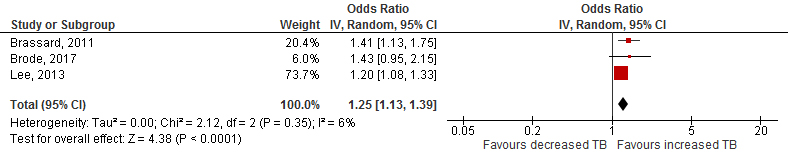 Odds Ratio Odds Ratio
Study or Subgroup Weight IV, Random, 95% CI IV, Random, 95% CI
Brassard, 2011 20.4% 1.41 [1.13, 1.75]
Brode, 2017 6.0% 1.43 [0.95, 2.15]
Lee, 2013 73.7% 1.20 [1.08, 1.33]
Total (95% CI) 100.0% 1.25 [1.13, 1.39]
Heterogeneity: Tau² = 0.00; Chi² = 2.12, df = 2 (P = 0.35); I² = 6%
Test for overall effect: Z = 4.38 (P < 0.0001)
0.05 0.2 1 5 20
Favours decreased TB Favours increased TB